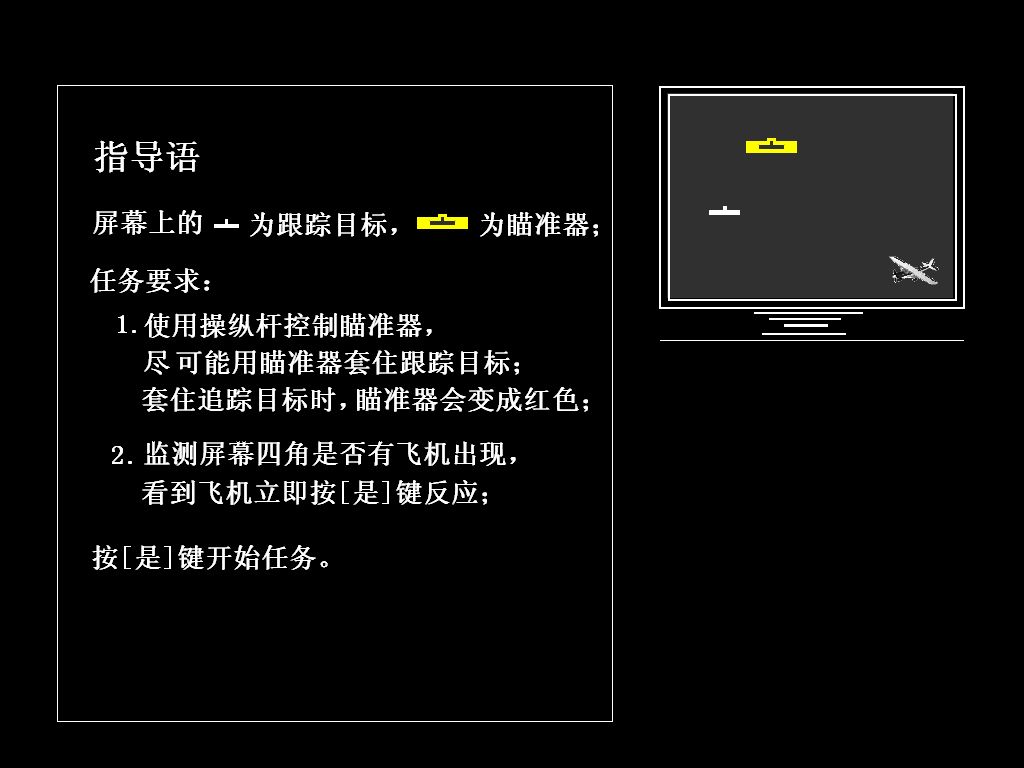 指导语
屏幕上的 为跟踪目标， 为瞄准器；
任务要求：
1.使用操纵杆控制瞄准器，
尽可能用瞄准器套住跟踪目标；
套住追踪目标时，瞄准器会变成红色；
2.监测屏幕四角是否有飞机出现，
看到飞机立即按[是]键反应；
按[是]键开始任务。